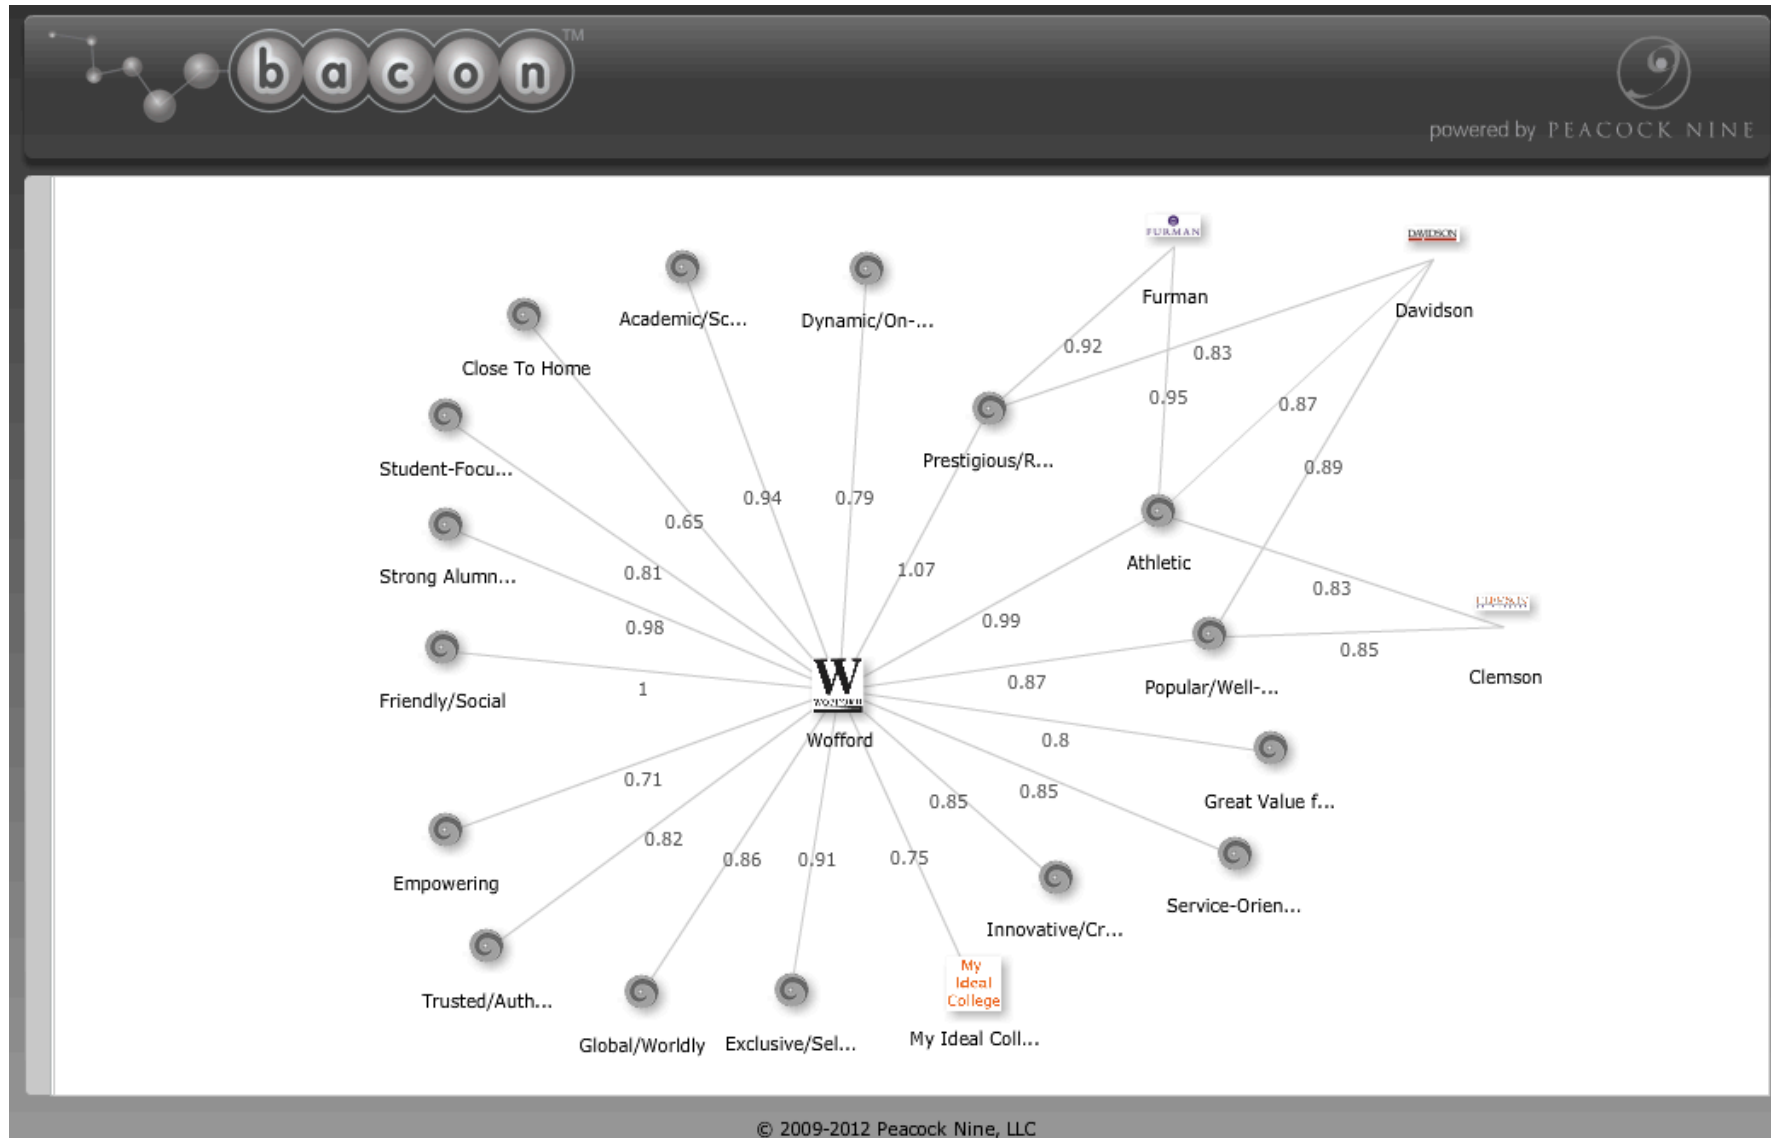 bacon™
powered by PEACOCK NINE
FURMAN
DAVIDSON
Furman
Davidson
Academic/Sc...
Dynamic/On-...
Close To Home
0.92
0.83
0.95
0.87
Student-Focu...
Prestigious/R...
0.89
0.94
0.79
0.65
Strong Alumn...
0.81
1.07
Athletic
0.83
CLEMSON
0.98
0.99
0.85
Friendly/Social
1
0.87
Popular/Well-...
Clemson
W
WOFFORD
Wofford
0.8
0.71
0.85
0.85
Great Value f...
0.82
0.86
0.91
0.75
Empowering
Service-Orien...
Innovative/Cr...
My
Ideal
College
Trusted/Auth...
Global/Worldly
Exclusive/Sel...
My Ideal Coll...
© 2009-2012 Peacock Nine, LLC